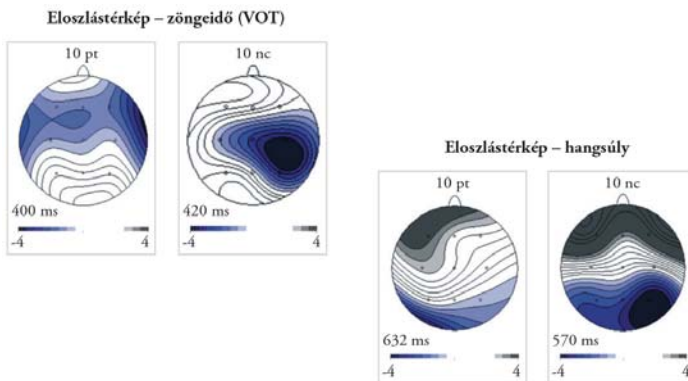 Eloszlástérkép – zöngeidő (VOT)
10 pt
10 nc
400 ms
-4
4
420 ms
-4
4
Eloszlástérkép – hangsúly
10 pt
10 nc
632 ms
-4
4
570 ms
-4
4